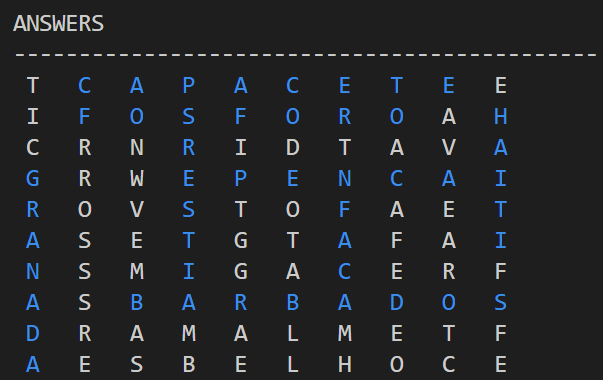 ANSWERS
---------------------------------------------
T C A P A C E T E E
I F O S F O R O A H
C R N R I D T A V A
G R W E P E N C A I
R O V S T O F A E T
A S E T G T A F A I
N S M I G A C E R F
A S B A R B A D O S
D R A M A L M E T F
A E S B E L H O C E